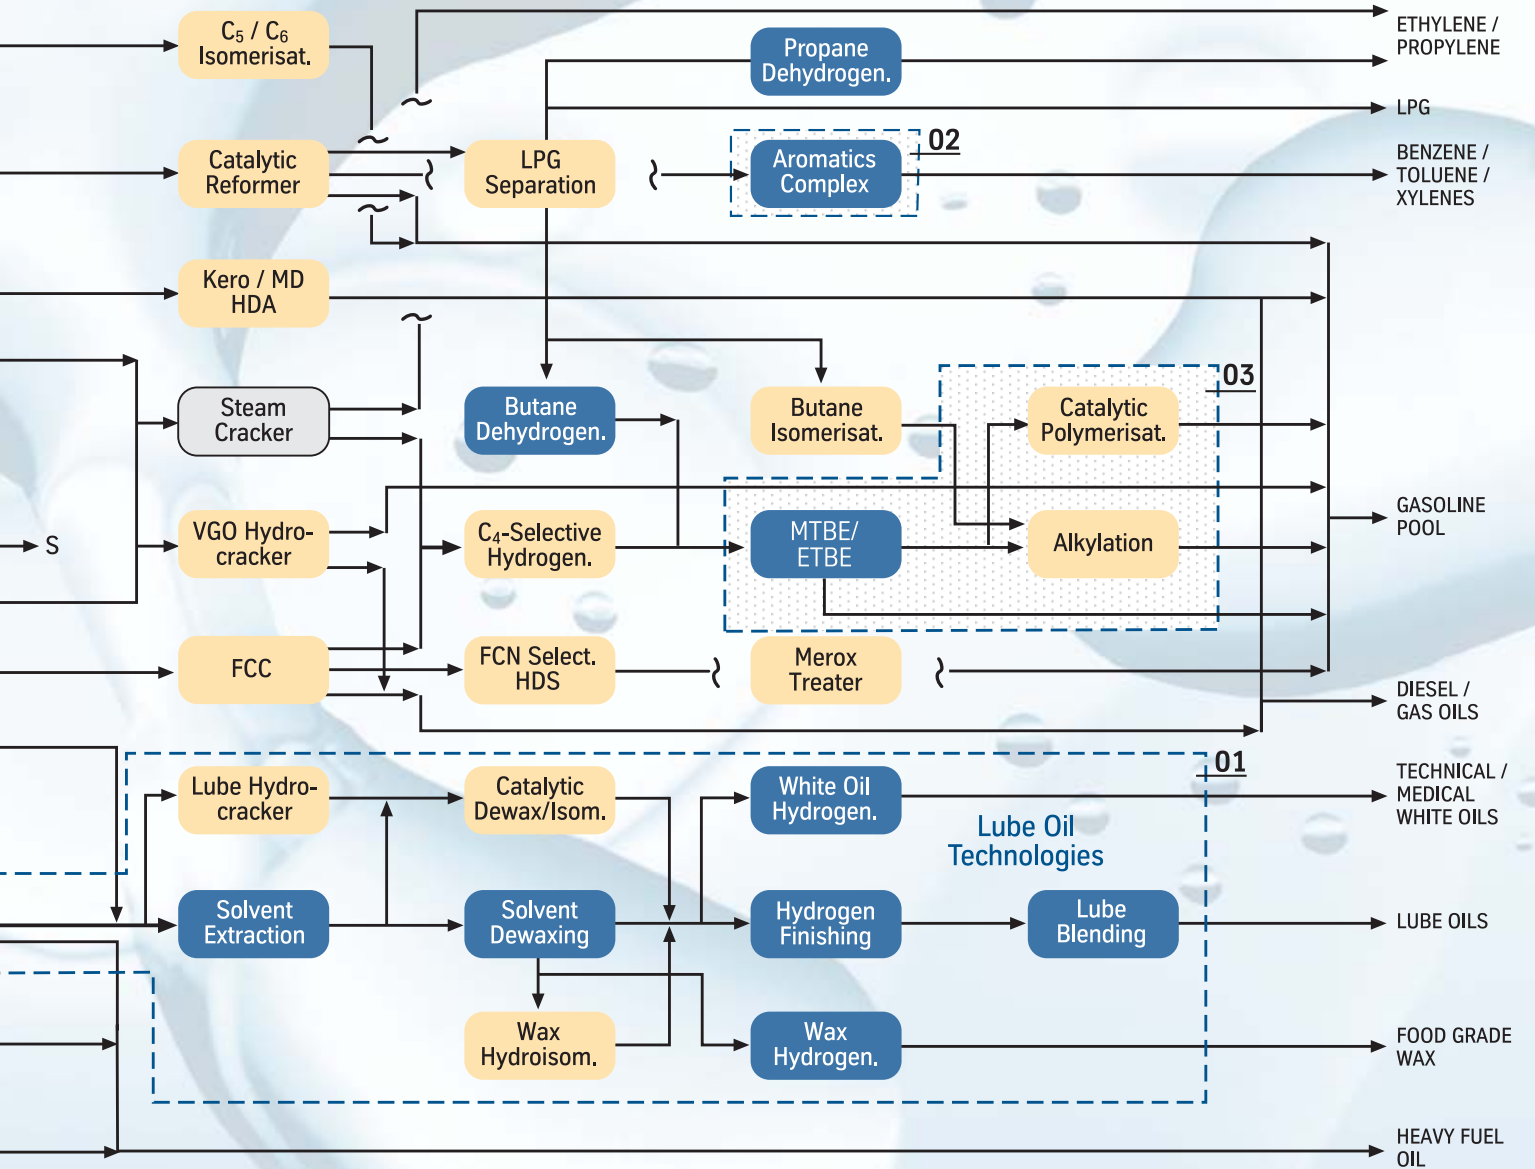 C₅ / C₆
Isomerisat.
Propane
Dehydrogen.
ETHYLENE /
PROPYLENE
LPG
Catalytic
Reformer
LPG
Separation
Aromatics
Complex
02
BENZENE /
TOLUENE /
XYLENES
Kero / MD
HDA
Steam
Cracker
Butane
Dehydrogen.
Butane
Isomerisat.
Catalytic
Polymerisat.
03
S
VGO Hydro-
cracker
C₄-Selective
Hydrogen.
MTBE/
ETBE
Alkylation
GASOLINE
POOL
FCC
FCN Select.
HDS
Merox
Treater
DIESEL /
GAS OILS
01
Lube Hydro-
cracker
Catalytic
Dewax/Isom.
White Oil
Hydrogen.
Lube Oil
Technologies
TECHNICAL /
MEDICAL
WHITE OILS
Solvent
Extraction
Solvent
Dewaxing
Hydrogen
Finishing
Lube
Blending
LUBE OILS
Wax
Hydroisom.
Wax
Hydrogen.
FOOD GRADE
WAX
HEAVY FUEL
OIL